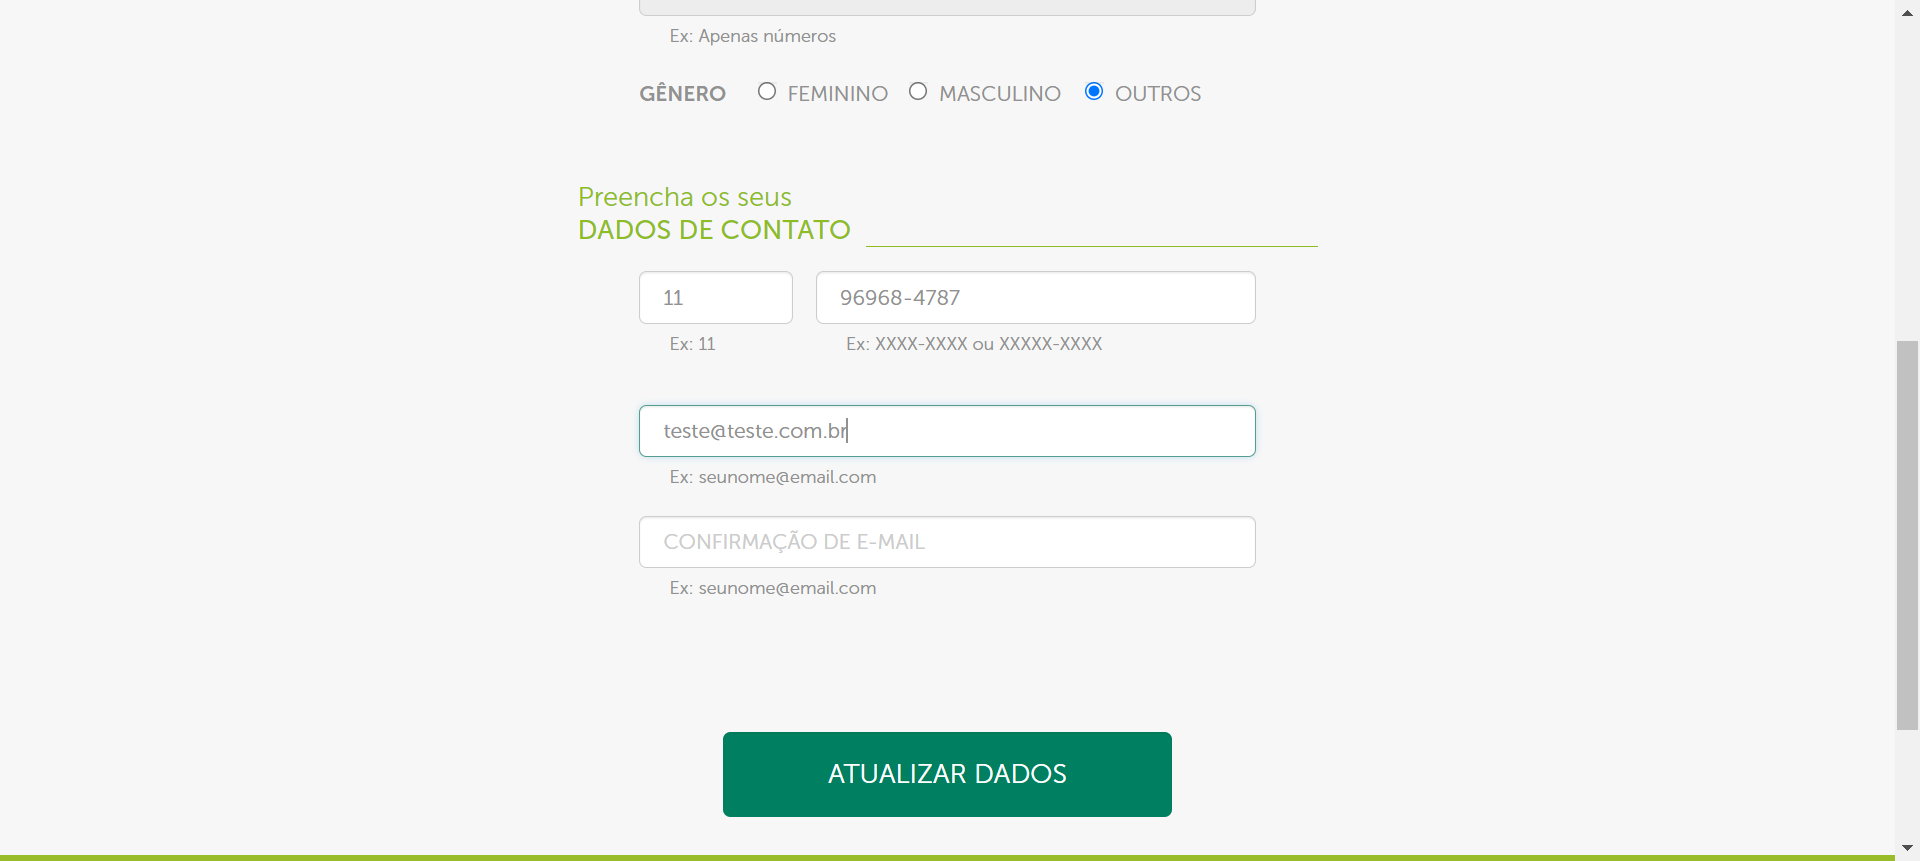 Ex: Apenas números
GÊNERO FEMININO MASCULINO OUTROS
Preencha os seus
DADOS DE CONTATO
11 96968-4787
Ex: 11 Ex: XXXX-XXXX ou XXXXX-XXXX
teste@teste.com.br
Ex: seunome@email.com
CONFIRMAÇÃO DE E-MAIL
Ex: seunome@email.com
ATUALIZAR DADOS